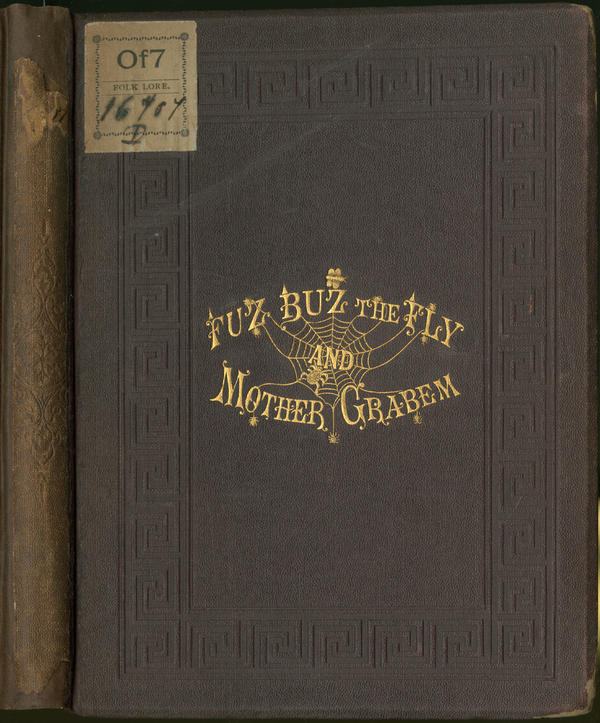 Of7
FOLK LORE.
16404
D
FUZ BUZ THE FLY
AND
MOTHER GRABEM